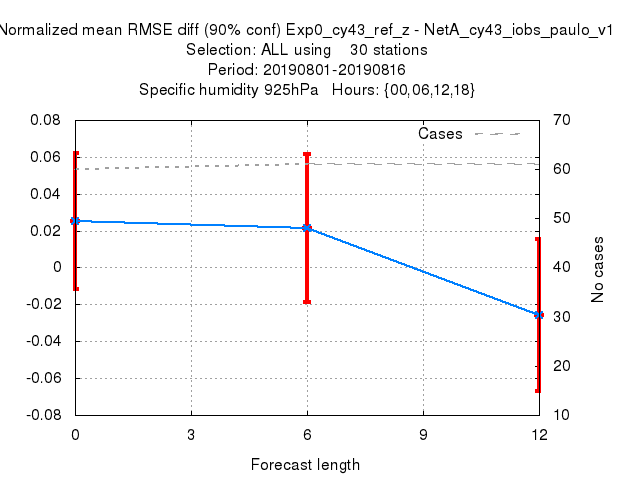 Normalized mean RMSE diff (90% conf) Exp0_cy43_ref_z - NetA_cy43_iobs_paulo_v1
Selection: ALL using    30 stations
Period: 20190801-20190816
Specific humidity 925hPa   Hours: {00,06,12,18}
0.08
0.06
0.04
0.02
0
-0.02
-0.04
-0.06
-0.08
Cases
70
60
50
40
30
20
10
No cases
0 3 6 9 12
Forecast length